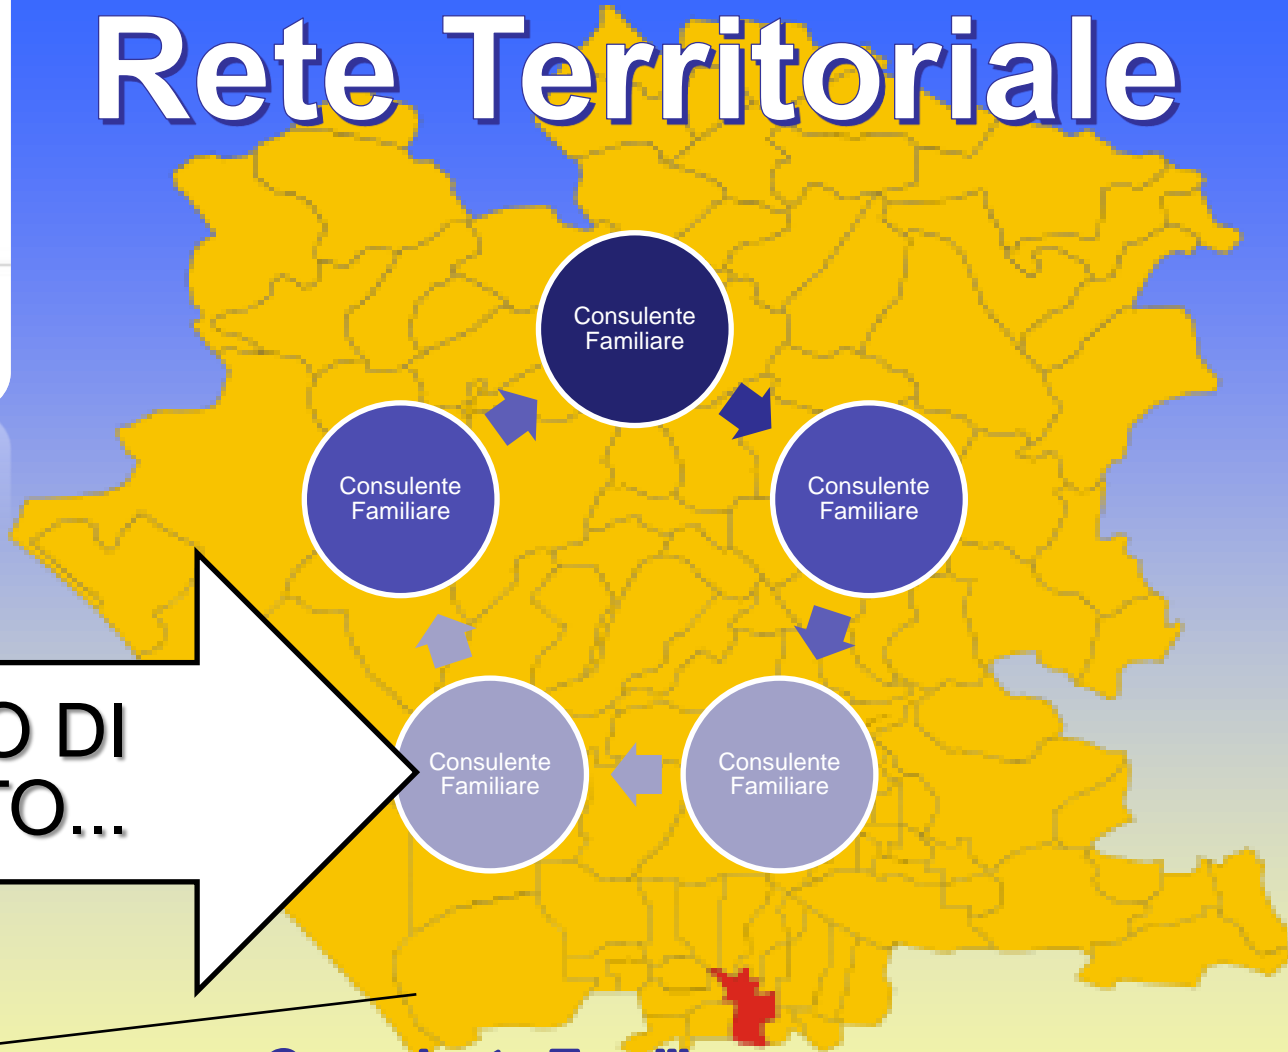 Rete Territoriale
Consulente
Familiare
Consulente
Familiare
Consulente
Familiare
Consulente
Familiare
Consulente
Familiare
O DI
TO...